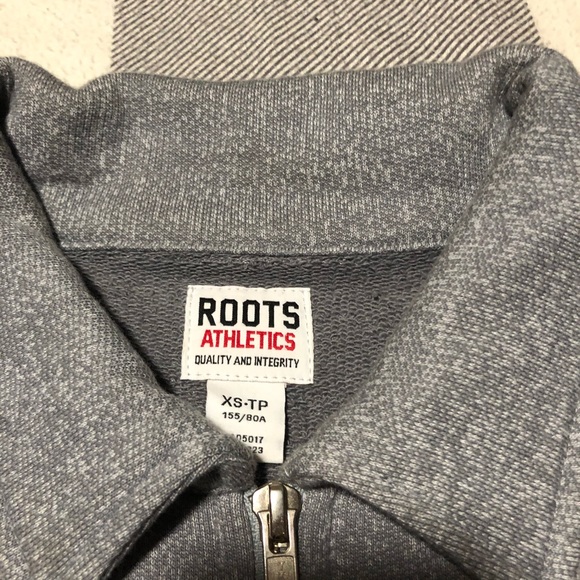 ROOTS
ATHLETICS
QUALITY AND INTEGRITY
XS·TP
155/80A